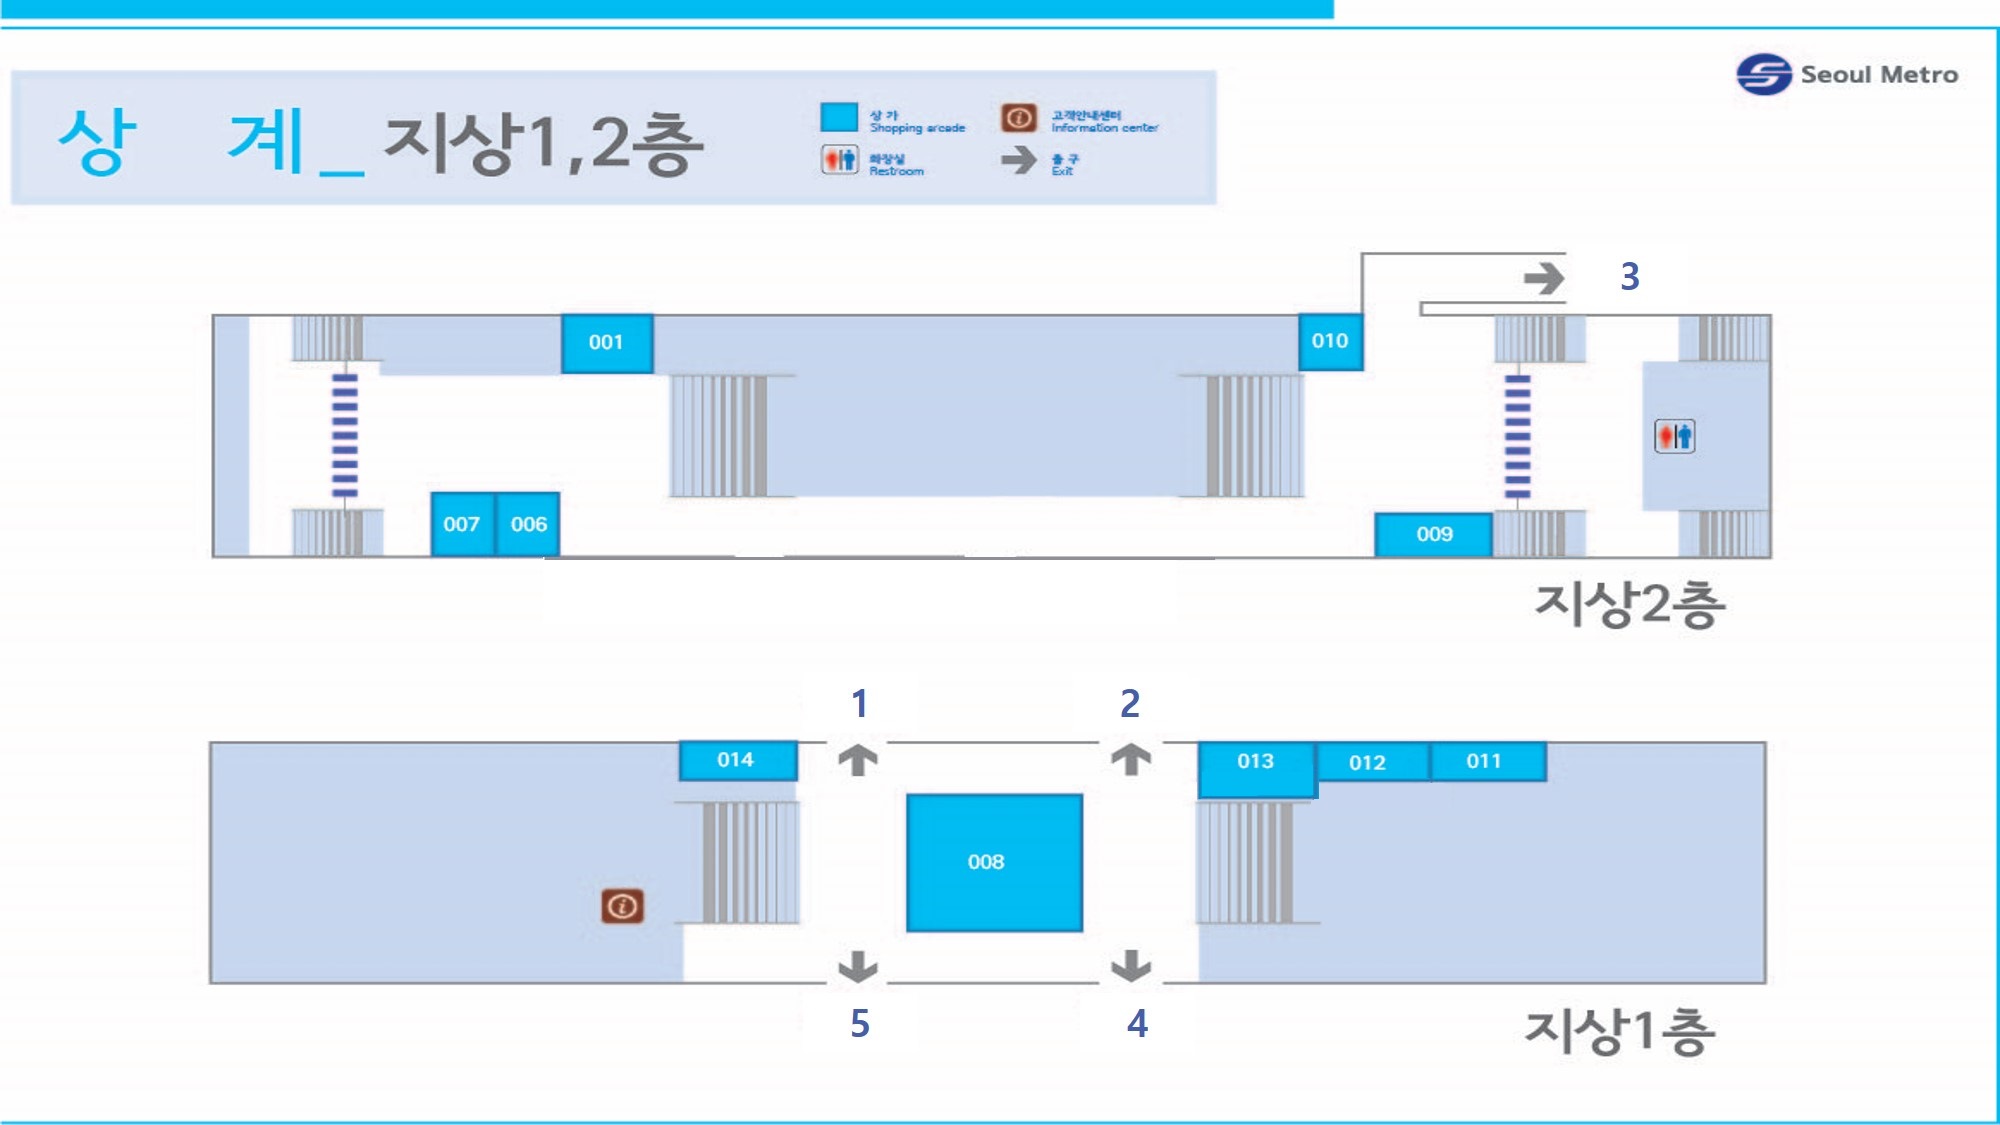 Seoul Metro
상 계_ 지상1,2층
상 가
Shopping arcade
고객안내센터
Information center
화장실
Restroom
출 구
Exit
3
001
010
007
006
009
지상2층
1
2
014
013
012
011
008
5
4
지상1층